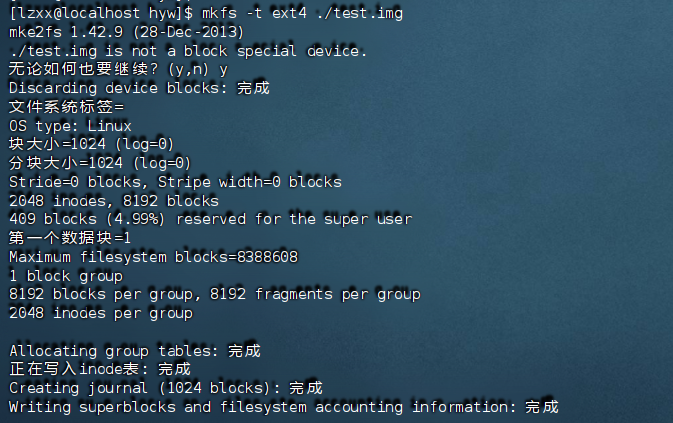 [lzxx@localhost hyw]$ mkfs -t ext4 ./test.img
mke2fs 1.42.9 (28-Dec-2013)
./test.img is not a block special device.
无论如何也要继续? (y,n) y
Discarding device blocks: 完成
文件系统标签=
OS type: Linux
块大小=1024 (log=0)
分块大小=1024 (log=0)
Stride=0 blocks, Stripe width=0 blocks
2048 inodes, 8192 blocks
409 blocks (4.99%) reserved for the super user
第一个数据块=1
Maximum filesystem blocks=8388608
1 block group
8192 blocks per group, 8192 fragments per group
2048 inodes per group
Allocating group tables: 完成
正在写入inode表: 完成
Creating journal (1024 blocks): 完成
Writing superblocks and filesystem accounting information: 完成